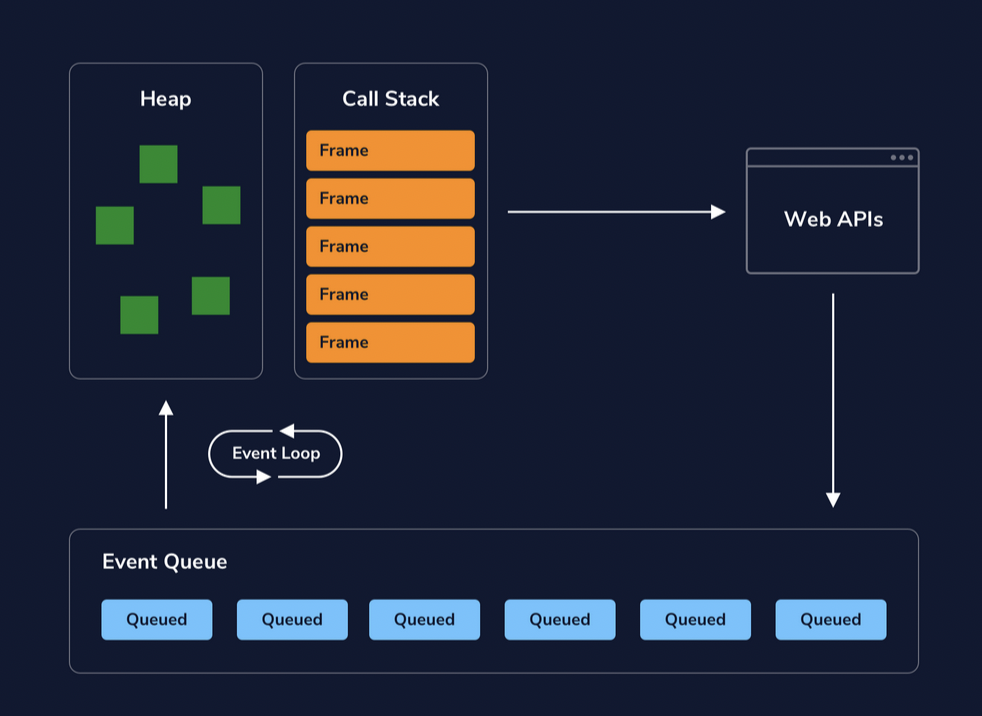 Heap
Call Stack
Frame
Frame
Frame
Frame
Frame
Web APIs
Event Loop
Event Queue
Queued
Queued
Queued
Queued
Queued
Queued